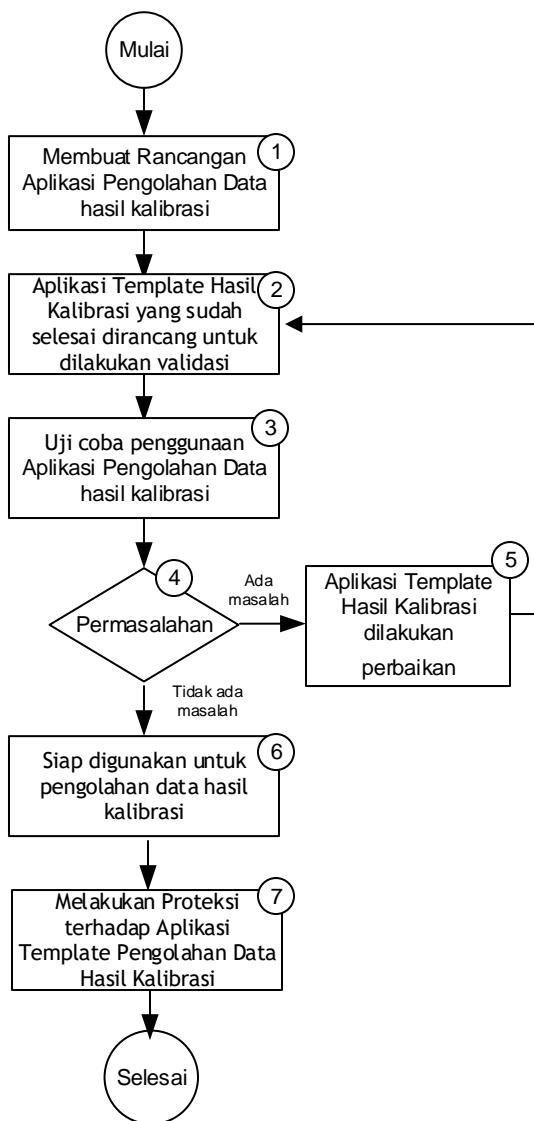 Mulai
1
Membuat Rancangan
Aplikasi Pengolahan Data
hasil kalibrasi
2
Aplikasi Template Hasil
Kalibrasi yang sudah
selesai dirancang untuk
dilakukan validasi
3
Uji coba penggunaan
Aplikasi Pengolahan Data
hasil kalibrasi
4
Permasalahan
Ada
masalah
5
Aplikasi Template
Hasil Kalibrasi
dilakukan
perbaikan
Tidak ada
masalah
6
Siap digunakan untuk
pengolahan data hasil
kalibrasi
7
Melakukan Proteksi
terhadap Aplikasi
Template Pengolahan Data
Hasil Kalibrasi
Selesai